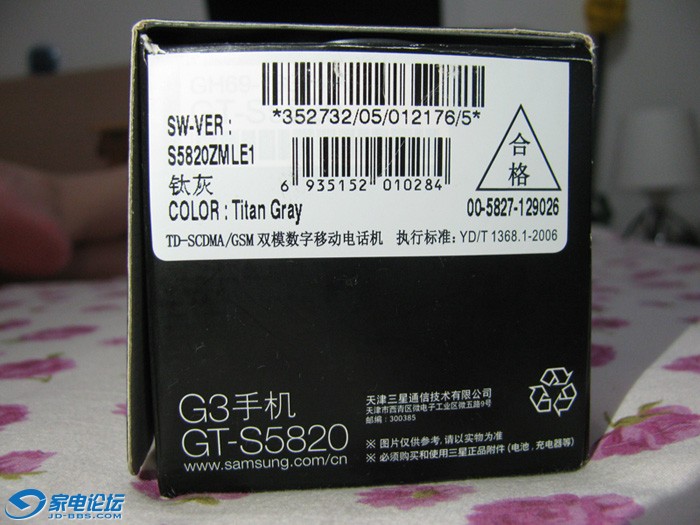 *352732/05/012176/5*
SW-VER :
S5820ZMLE1
6 935152 010284
钛灰
COLOR : Titan Gray
合格
00-5827-129026
TD-SCDMA/GSM 双模数字移动电话机 执行标准: YD/T 1368.1-2006
G3手机
GT-S5820
www.samsung.com/cn
天津三星通信技术有限公司
天津市西青区微电子工业区微五路9号
邮编 : 300385
※ 图片仅供参考, 请以实物为准
※ 必须购买和使用三星正品附件 (电池 , 充电器等)
家电论坛
JD-BBS.COM